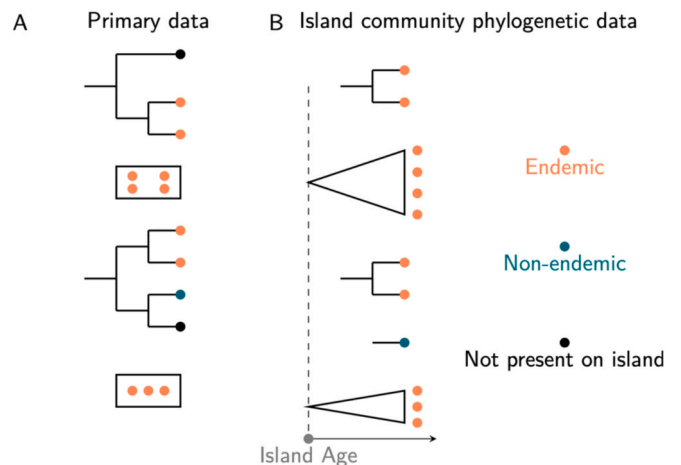 A Primary data
B Island community phylogenetic data
Endemic
Non-endemic
Not present on island
Island Age